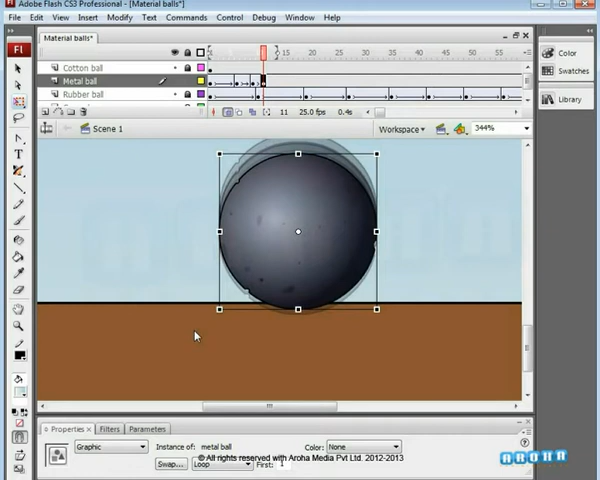 Adobe Flash CS3 Professional - [Material balls*]
File Edit View Insert Modify Text Commands Control Debug Window Help
Material balls*
15 20 25 30 35 40 45 50 55
Cotton ball
Metal ball
Rubber ball
11 25.0 fps 0.4s
Scene 1
Workspace
344%
Fl
T
Color
Swatches
Library
Properties × Filters Parameters
Graphic
Instance of: metal ball
Color: None
Swap...
Loop
First: 1
© All rights reserved with Aroha Media Pvt Ltd. 2012-2013
AROHA